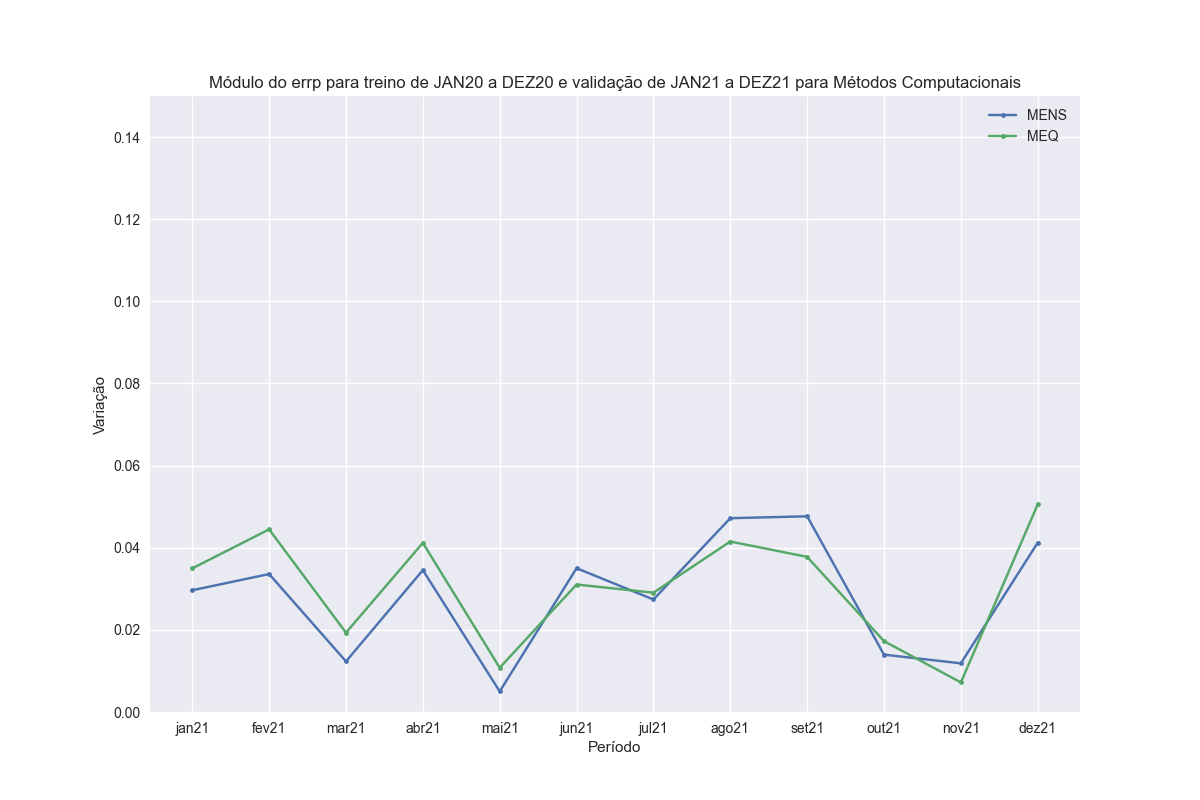 Módulo do errp para treino de JAN20 a DEZ20 e validação de JAN21 a DEZ21 para Métodos Computacionais
MENS
MEQ
0.14
0.12
0.10
0.08
0.06
0.04
0.02
0.00
Variação
jan21 fev21 mar21 abr21 mai21 jun21 jul21 ago21 set21 out21 nov21 dez21
Período